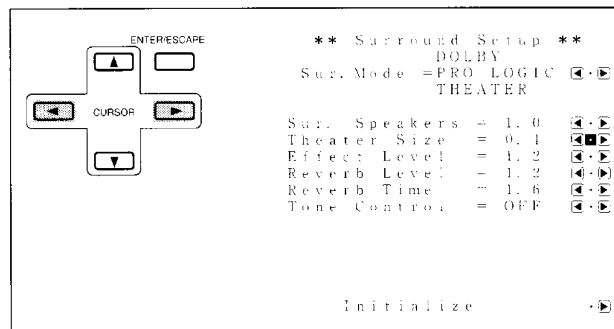 ENTER/ESCAPE
CURSOR
** Surround Setup **
DOLBY
Sur. Mode =PRO LOGIC
THEATER
Sur. Speakers = 1.0
Theater Size = 0.1
Effect Level = 1.2
Reverb Level = 1.2
Reverb Time = 1.6
Tone Control = OFF
Initialize